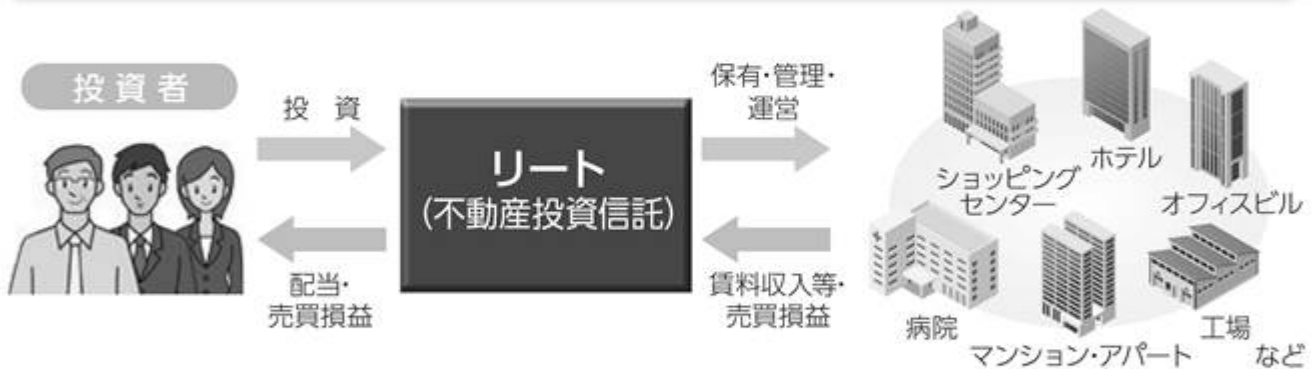 投資者
投 資
保有･管理･
運営
リート
(不動産投資信託)
配当･
売買損益
賃料収入等･
売買損益
ショッピング
センター
ホテル
オフィスビル
病院
マンション･アパート
工場
など